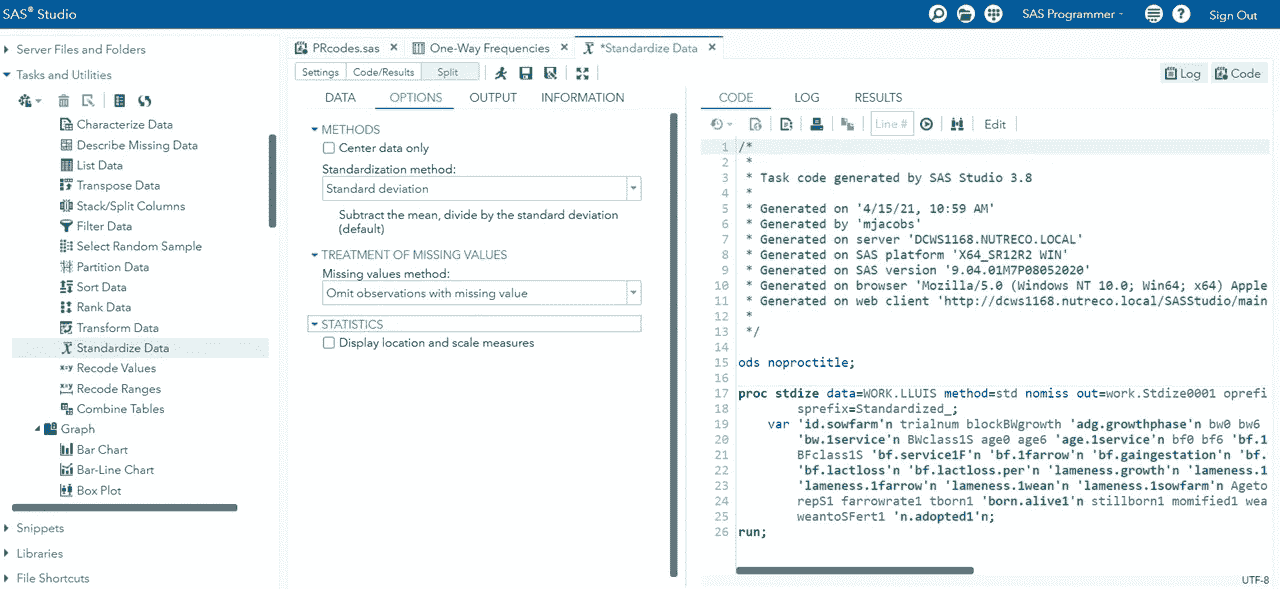 SAS® Studio
SAS Programmer
Sign Out
Server Files and Folders
Tasks and Utilities
Characterize Data
Describe Missing Data
List Data
Transpose Data
Stack/Split Columns
Filter Data
Select Random Sample
Partition Data
Sort Data
Rank Data
Transform Data
Standardize Data
Recode Values
Recode Ranges
Combine Tables
Graph
Bar Chart
Bar-Line Chart
Box Plot
Snippets
Libraries
File Shortcuts
PRcodes.sas
One-Way Frequencies
*Standardize Data
Settings Code/Results Split
Log Code
DATA OPTIONS OUTPUT INFORMATION
METHODS
Center data only
Standardization method:
Standard deviation
Subtract the mean, divide by the standard deviation
(default)
TREATMENT OF MISSING VALUES
Missing values method:
Omit observations with missing value
STATISTICS
Display location and scale measures
CODE LOG RESULTS
Line # Edit
1 /*
2 *
3 * Task code generated by SAS Studio 3.8
4 *
5 * Generated on '4/15/21, 10:59 AM'
6 * Generated by 'mjacobs'
7 * Generated on server 'DCWS1168.NUTRECO.LOCAL'
8 * Generated on SAS platform 'X64_SR12R2 WIN'
9 * Generated on SAS version '9.04.01M7P08052020'
10 * Generated on browser 'Mozilla/5.0 (Windows NT 10.0; Win64; x64) Apple
11 * Generated on web client 'http://dcws1168.nutreco.local/SASStudio/main
12 *
13 */
14
15 ods noproctitle;
16
17 proc stdize data=WORK.LLUIS method=std nomiss out=work.Stdize0001 oprefi
18 sprefix=Standardized_;
19 var 'id.sowfarm'n trialnum blockBWgrowth 'adg.growthphase'n bw0 bw6
20 'bw.1service'n BWclass1S age0 age6 'age.1service'n bf0 bf6 'bf.1
21 BFclass1S 'bf.service1F'n 'bf.1farrow'n 'bf.gaingestation'n 'bf.
22 'bf.lactloss'n 'bf.lactloss.per'n 'lameness.growth'n 'lameness.1
23 'lameness.1farrow'n 'lameness.1wean'n 'lameness.1sowfarm'n Ageto
24 repS1 farrowrate1 tborn1 'born.alive1'n stillborn1 momified1 wea
25 weantoSFert1 'n.adopted1'n;
26 run;
UTF-8